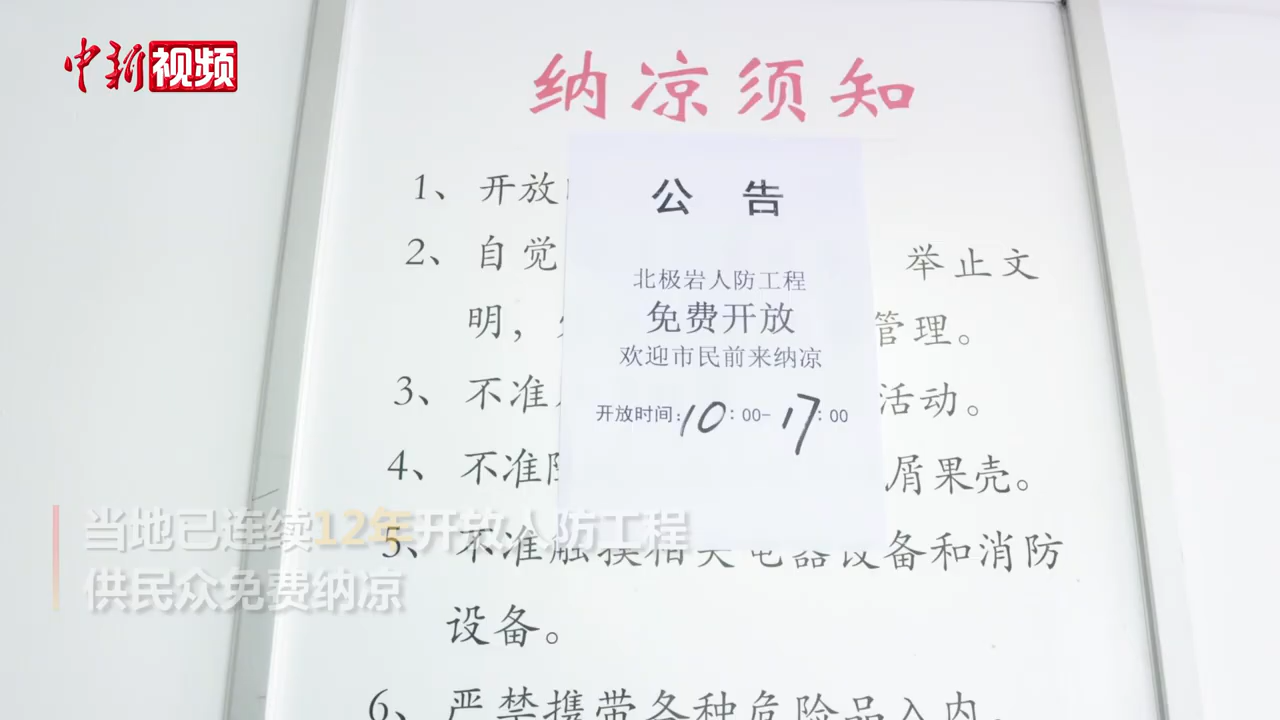 中新视频
纳凉须知
1、开放
2、自觉 举止文
明， 管理。
3、不准 活动。
4、不准 屑果壳。
5、不准触摸相关电器设备和消防
设备。
6、严禁携带各种危险品入内。
公告
北极岩人防工程
免费开放
欢迎市民前来纳凉
开放时间：10：00-17：00
当地已连续12年开放人防工程
供民众免费纳凉